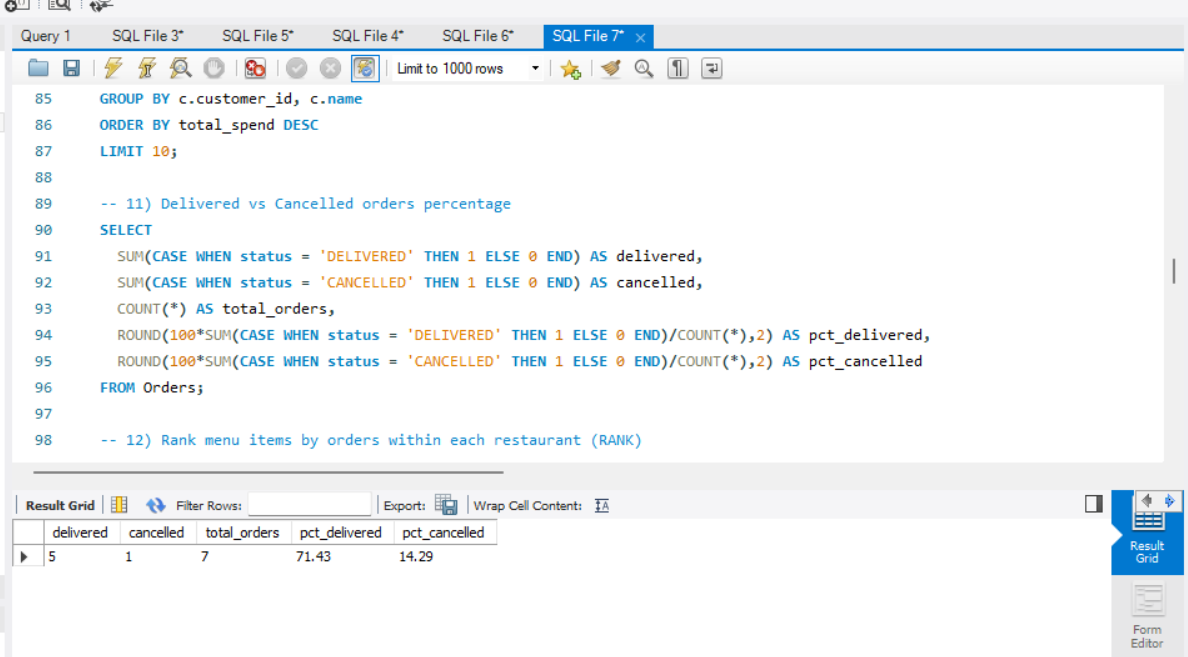 Query 1 SQL File 3* SQL File 5* SQL File 4* SQL File 6* SQL File 7* ×
Limit to 1000 rows
85 GROUP BY c.customer_id, c.name
86 ORDER BY total_spend DESC
87 LIMIT 10;
88
89 -- 11) Delivered vs Cancelled orders percentage
90 SELECT
91 SUM(CASE WHEN status = 'DELIVERED' THEN 1 ELSE 0 END) AS delivered,
92 SUM(CASE WHEN status = 'CANCELLED' THEN 1 ELSE 0 END) AS cancelled,
93 COUNT(*) AS total_orders,
94 ROUND(100*SUM(CASE WHEN status = 'DELIVERED' THEN 1 ELSE 0 END)/COUNT(*),2) AS pct_delivered,
95 ROUND(100*SUM(CASE WHEN status = 'CANCELLED' THEN 1 ELSE 0 END)/COUNT(*),2) AS pct_cancelled
96 FROM Orders;
97
98 -- 12) Rank menu items by orders within each restaurant (RANK)
Result Grid Filter Rows: Export: Wrap Cell Content:
delivered cancelled total_orders pct_delivered pct_cancelled
5 1 7 71.43 14.29
Result
Grid
Form
Editor